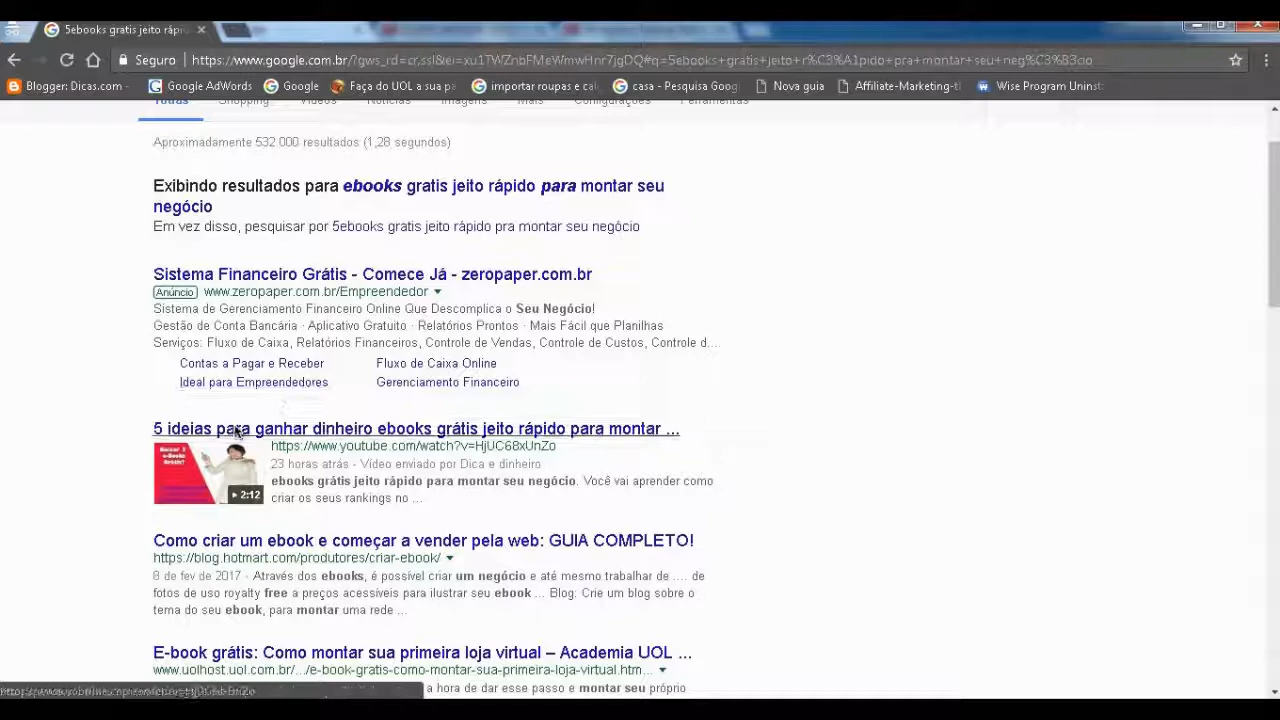 5ebooks gratis jeito rápi
Seguro
https://www.google.com.br/?gws_rd=cr,ssl&ei=xu1TWZnbFMeWmwHnr7jgDQ#q=5ebooks+gratis+jeito+r%C3%A1pido+pra+montar+seu+neg%C3%B3cio
Blogger: Dicas.com - Google AdWords Google Faça do UOL a sua pá importar roupas e cal casa - Pesquisa Goog Nova guia Affiliate-Marketing-tl Wise Program Uninst
Todas Shopping Vídeos Notícias Imagens Mais Configurações Ferramentas
Aproximadamente 532 000 resultados (1,28 segundos)
Exibindo resultados para ebooks gratis jeito rápido para montar seu
negócio
Em vez disso, pesquisar por 5ebooks gratis jeito rápido pra montar seu negócio
Sistema Financeiro Grátis - Comece Já - zeropaper.com.br
Anúncio www.zeropaper.com.br/Empreendedor
Sistema de Gerenciamento Financeiro Online Que Descomplica o Seu Negócio!
Gestão de Conta Bancária · Aplicativo Gratuito · Relatórios Prontos · Mais Fácil que Planilhas
Serviços: Fluxo de Caixa, Relatórios Financeiros, Controle de Vendas, Controle de Custos, Controle d…
Contas a Pagar e Receber Fluxo de Caixa Online
Ideal para Empreendedores Gerenciamento Financeiro
5 ideias para ganhar dinheiro ebooks grátis jeito rápido para montar ...
https://www.youtube.com/watch?v=HjUC68xUnZo
23 horas atrás - Vídeo enviado por Dica e dinheiro
ebooks grátis jeito rápido para montar seu negócio. Você vai aprender como
criar os seus rankings no ...
2:12
Como criar um ebook e começar a vender pela web: GUIA COMPLETO!
https://blog.hotmart.com/produtores/criar-ebook/
8 de fev de 2017 - Através dos ebooks, é possível criar um negócio e até mesmo trabalhar de .... de
fotos de uso royalty free a preços acessíveis para ilustrar seu ebook ... Blog: Crie um blog sobre o
tema do seu ebook, para montar uma rede ...
E-book grátis: Como montar sua primeira loja virtual – Academia UOL ...
www.uolhost.uol.com.br/.../e-book-gratis-como-montar-sua-primeira-loja-virtual.htm...
a hora de dar esse passo e montar seu próprio